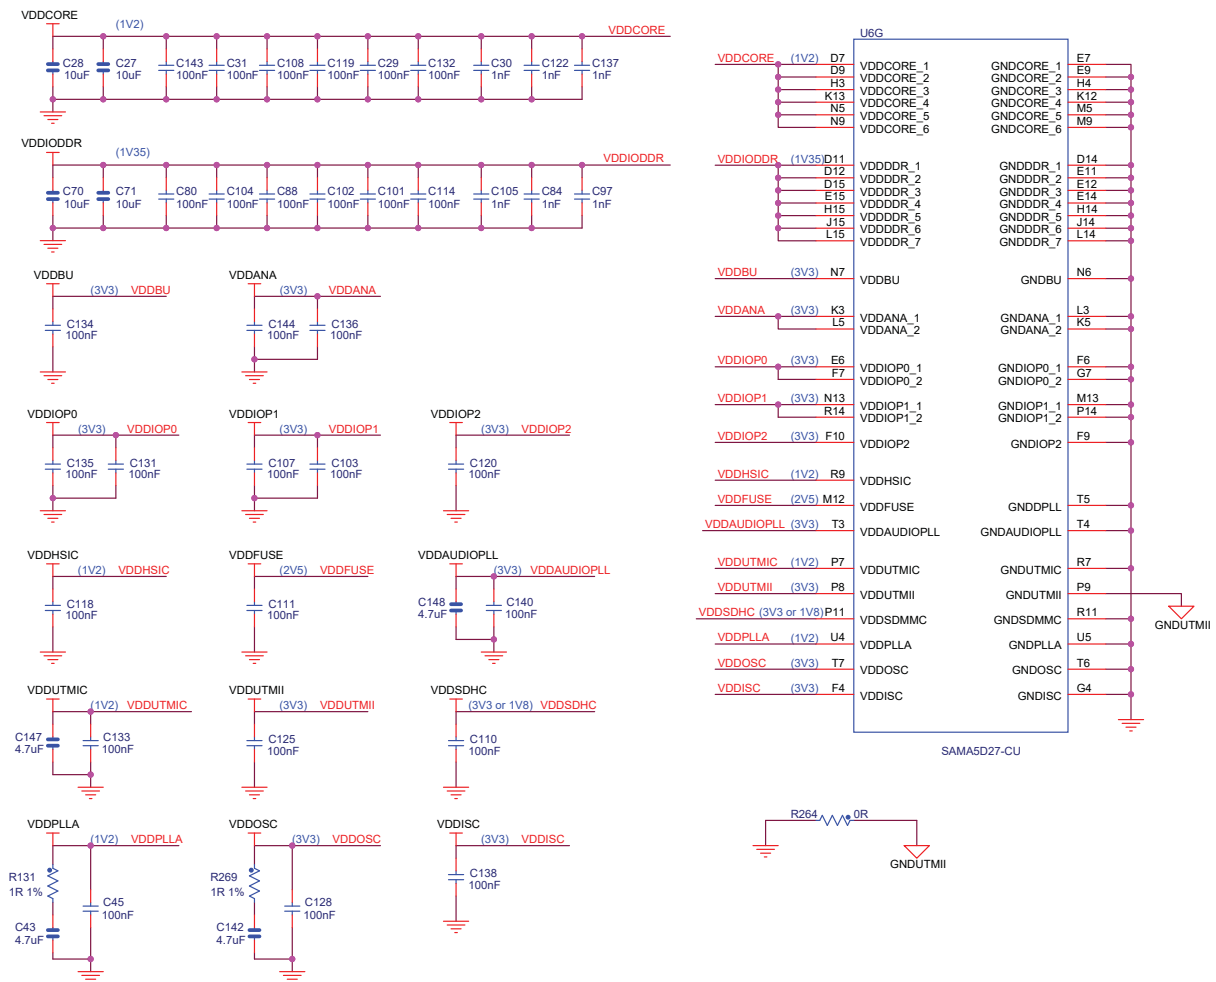 VDDCORE
(1V2)
VDDCORE
C28
10uF
C27
10uF
C143
100nF
C31
100nF
C108
100nF
C119
100nF
C29
100nF
C132
100nF
C30
1nF
C122
1nF
C137
1nF
VDDIODDR
(1V35)
VDDIODDR
C70
10uF
C71
10uF
C80
100nF
C104
100nF
C88
100nF
C102
100nF
C101
100nF
C114
100nF
C105
1nF
C84
1nF
C97
1nF
VDDBU
(3V3) VDDBU
C134
100nF
VDDANA
(3V3) VDDANA
C144
100nF
C136
100nF
VDDIOP0
(3V3) VDDIOP0
C135
100nF
C131
100nF
VDDIOP1
(3V3) VDDIOP1
C107
100nF
C103
100nF
VDDIOP2
(3V3) VDDIOP2
C120
100nF
VDDHSIC
(1V2) VDDHSIC
C118
100nF
VDDFUSE
(2V5) VDDFUSE
C111
100nF
VDDAUDIOPLL
(3V3) VDDAUDIOPLL
C148
4.7uF
C140
100nF
VDDUTMIC
(1V2) VDDUTMIC
C147
4.7uF
C133
100nF
VDDUTMII
(3V3) VDDUTMII
C125
100nF
VDDSDHC
(3V3 or 1V8) VDDSDHC
C110
100nF
VDDPLLA
(1V2) VDDPLLA
R131
1R 1%
C43
4.7uF
C45
100nF
VDDOSC
(3V3) VDDOSC
R269
1R 1%
C142
4.7uF
C128
100nF
VDDISC
(3V3) VDDISC
C138
100nF
U6G
VDDCORE (1V2) D7 VDDCORE_1 GNDCORE_1 E7
D9 VDDCORE_2 GNDCORE_2 E9
H3 VDDCORE_3 GNDCORE_3 H4
K13 VDDCORE_4 GNDCORE_4 K12
N5 VDDCORE_5 GNDCORE_5 M5
N9 VDDCORE_6 GNDCORE_6 M9
VDDIODDR (1V35) D11 VDDDDR_1 GNDDDR_1 D14
D12 VDDDDR_2 GNDDDR_2 E11
D15 VDDDDR_3 GNDDDR_3 E12
E15 VDDDDR_4 GNDDDR_4 E14
H15 VDDDDR_5 GNDDDR_5 H14
J15 VDDDDR_6 GNDDDR_6 J14
L15 VDDDDR_7 GNDDDR_7 L14
VDDBU (3V3) N7 VDDBU GNDBU N6
VDDANA (3V3) K3 VDDANA_1 GNDANA_1 L3
L5 VDDANA_2 GNDANA_2 K5
VDDIOP0 (3V3) E6 VDDIOP0_1 GNDIOP0_1 F6
F7 VDDIOP0_2 GNDIOP0_2 G7
VDDIOP1 (3V3) N13 VDDIOP1_1 GNDIOP1_1 M13
R14 VDDIOP1_2 GNDIOP1_2 P14
VDDIOP2 (3V3) F10 VDDIOP2 GNDIOP2 F9
VDDHSIC (1V2) R9 VDDHSIC
VDDFUSE (2V5) M12 VDDFUSE GNDDPLL T5
VDDAUDIOPLL (3V3) T3 VDDAUDIOPLL GNDAUDIOPLL T4
VDDUTMIC (1V2) P7 VDDUTMIC GNDUTMIC R7
VDDUTMII (3V3) P8 VDDUTMII GNDUTMII P9
VDDSDHC (3V3 or 1V8) P11 VDDSDMMC GNDSDMMC R11
GNDUTMII
VDDPLLA (1V2) U4 VDDPLLA GNDPLLA U5
VDDOSC (3V3) T7 VDDOSC GNDOSC T6
VDDISC (3V3) F4 VDDISC GNDISC G4
SAMA5D27-CU
R264 0R
GNDUTMII